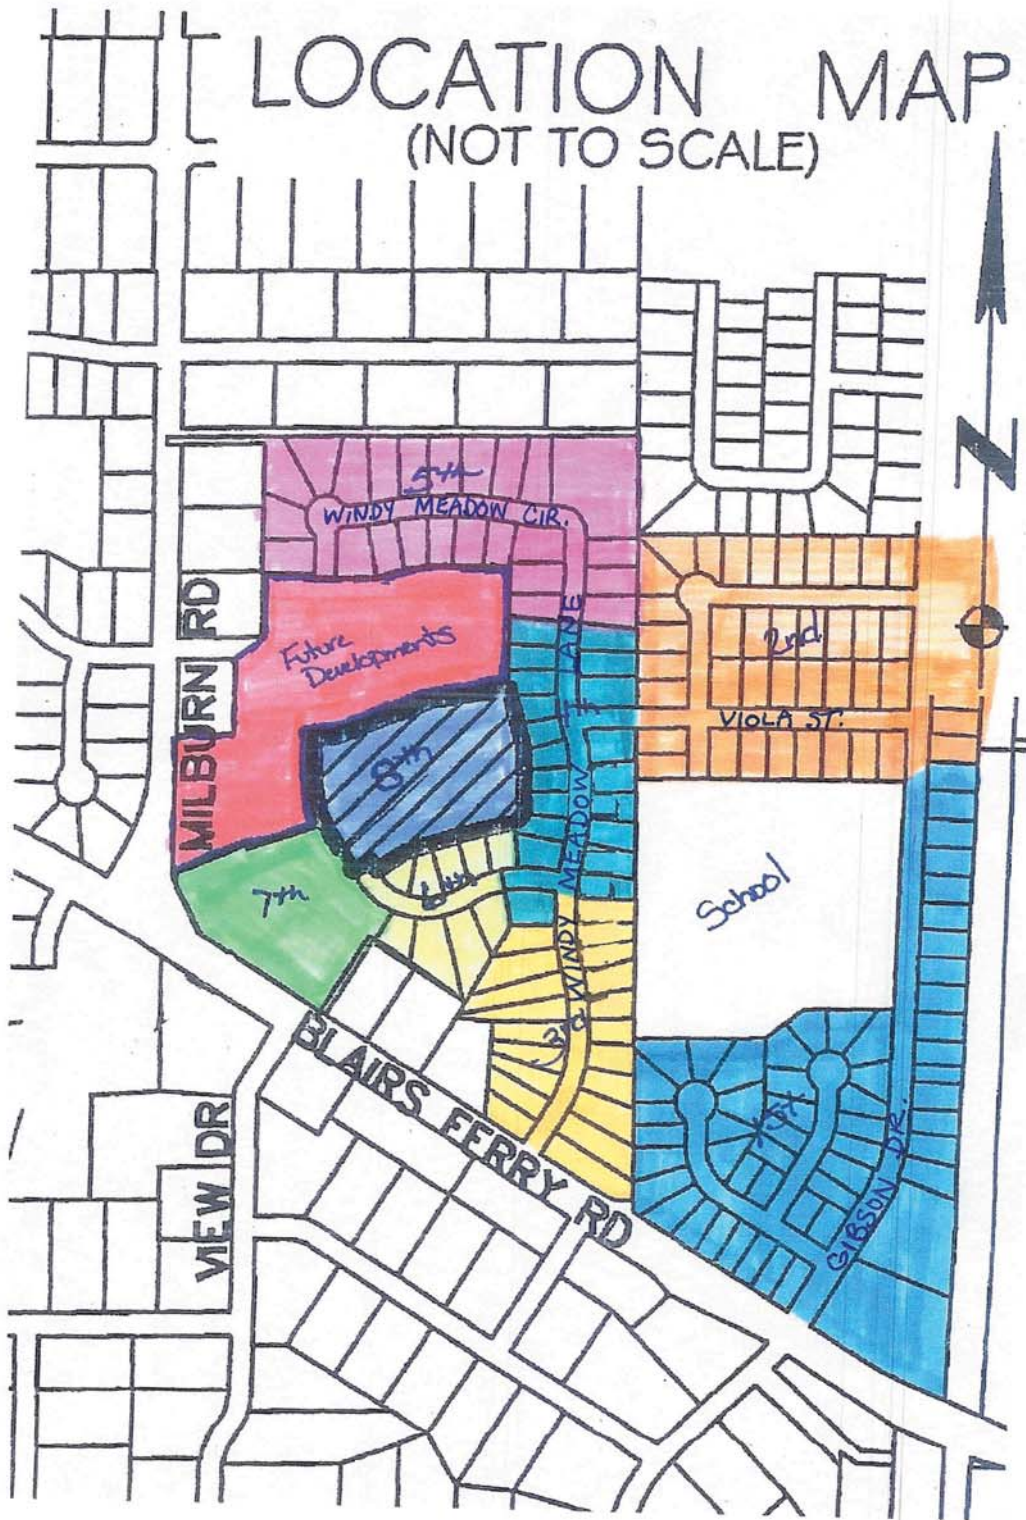 LOCATION MAP
(NOT TO SCALE)
N
5th
WINDY MEADOW CIR.
MILBURN RD
Future
Developments
LANE
2nd
VIOLA ST.
8th
MEADOW
WINDY
6th
7th
School
3rd
BLAIRS FERRY RD
1st
GIBSON DR.
VIEW DR